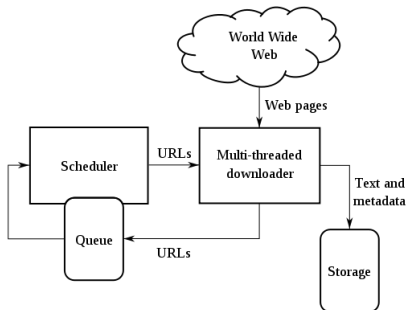 World Wide
Web
Web pages
Scheduler
URLs
Multi-threaded
downloader
Text and
metadata
Queue
URLs
Storage